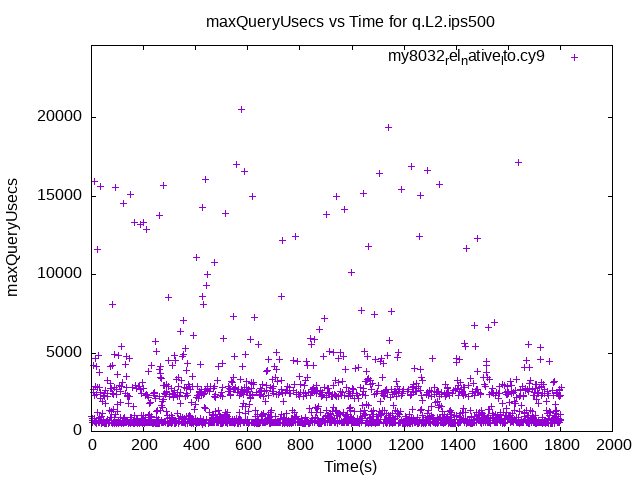 maxQueryUsecs vs Time for q.L2.ips500
my8032relnativelto.cy9
20000
15000
10000
5000
0
maxQueryUsecs
0 200 400 600 800 1000 1200 1400 1600 1800 2000
Time(s)